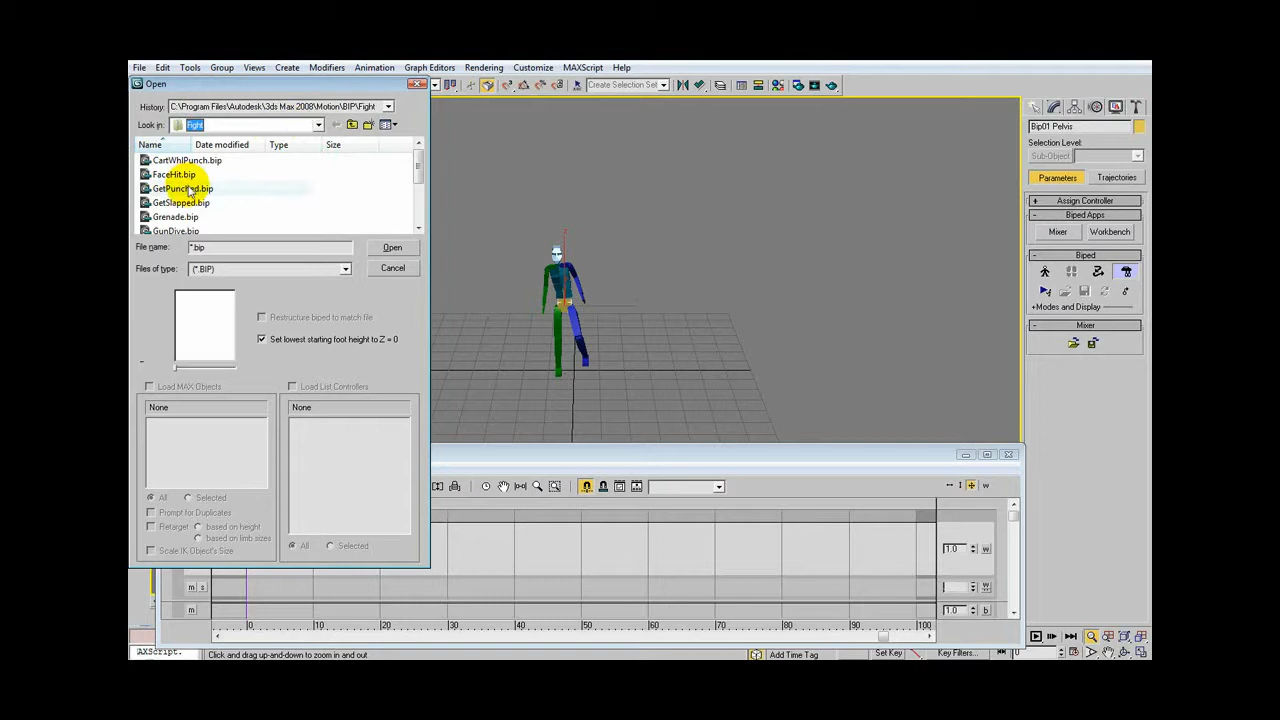 File Edit Tools Group Views Create Modifiers Animation Graph Editors Rendering Customize MAXScript Help
Open
Create Selection Set
History: C:\Program Files\Autodesk\3ds Max 2008\Motion\BIP\Fight
Look in: Fight
Name Date modified Type Size
CartWhlPunch.bip
FaceHit.bip
GetPunched.bip
GetSlapped.bip
Grenade.bip
GunDive.bip
File name: *.bip Open
Files of type: (*.BIP) Cancel
Restructure biped to match file
Set lowest starting foot height to Z = 0
Load MAX Objects Load List Controllers
None None
All Selected
Prompt for Duplicates
Retarget based on height
based on limb sizes
All Selected
Scale IK Object's Size
Bip01 Pelvis
Selection Level:
Sub-Object
Parameters Trajectories
+ Assign Controller
- Biped Apps
Mixer Workbench
- Biped
+Modes and Display
- Mixer
w
1.0 w
m s w
m 1.0 b
0 10 20 30 40 50 60 70 80 90 100
AXScript. Click and drag up-and-down to zoom in and out Add Time Tag Set Key Key Filters... 0